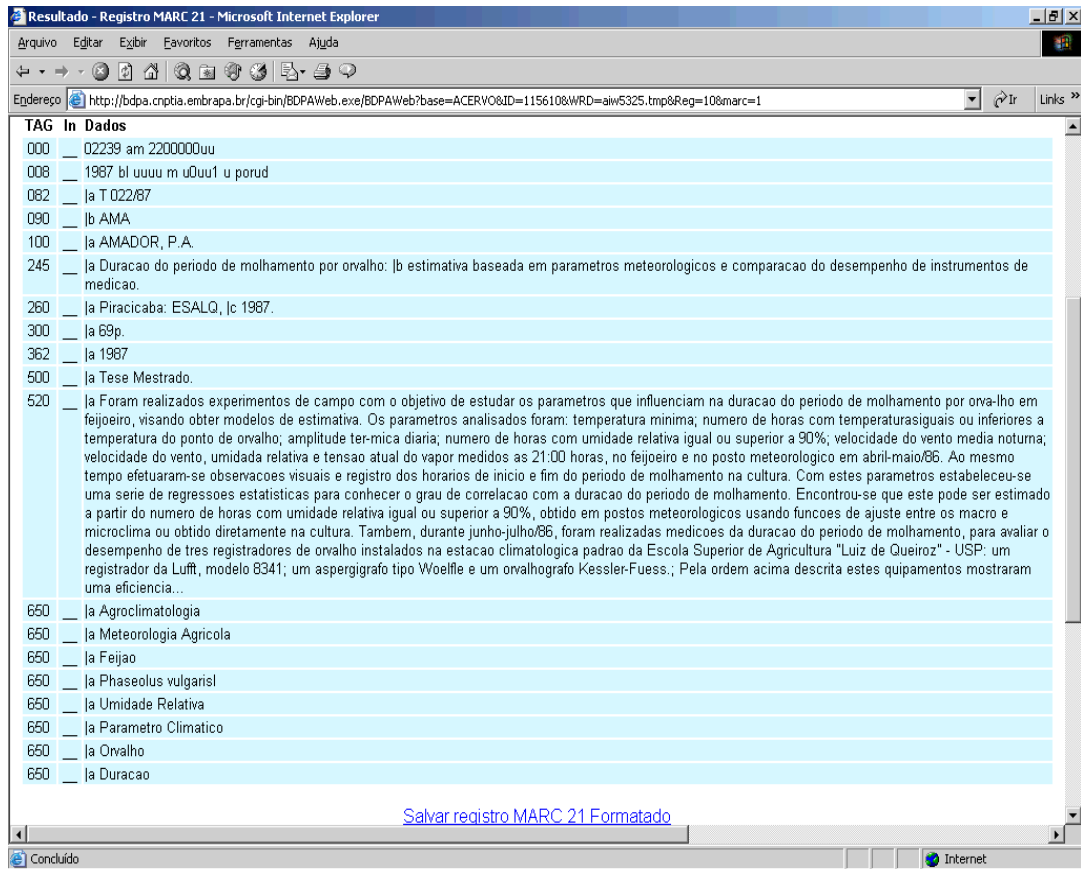 Resultado - Registro MARC 21 - Microsoft Internet Explorer
Arquivo Editar Exibir Favoritos Ferramentas Ajuda
Endereço http://bdpa.cnptia.embrapa.br/cgi-bin/BDPAWeb.exe/BDPAWeb?base=ACERVO&ID=115610&WRD=aiw5325.tmp&Reg=10&marc=1 Ir Links »
TAG In Dados
000 __ 02239 am 2200000uu
008 __ 1987 bl uuuu m u0uu1 u porud
082 __ |a T 022/87
090 __ |b AMA
100 __ |a AMADOR, P.A.
245 __ |a Duracao do periodo de molhamento por orvalho: |b estimativa baseada em parametros meteorologicos e comparacao do desempenho de instrumentos de
medicao.
260 __ |a Piracicaba: ESALQ, |c 1987.
300 __ |a 69p.
362 __ |a 1987
500 __ |a Tese Mestrado.
520 __ |a Foram realizados experimentos de campo com o objetivo de estudar os parametros que influenciam na duracao do periodo de molhamento por orva-lho em
feijoeiro, visando obter modelos de estimativa. Os parametros analisados foram: temperatura minima; numero de horas com temperaturasiguais ou inferiores a
temperatura do ponto de orvalho; amplitude ter-mica diaria; numero de horas com umidade relativa igual ou superior a 90%; velocidade do vento media noturna;
velocidade do vento, umidada relativa e tensao atual do vapor medidos as 21:00 horas, no feijoeiro e no posto meteorologico em abril-maio/86. Ao mesmo
tempo efetuaram-se observacoes visuais e registro dos horarios de inicio e fim do periodo de molhamento na cultura. Com estes parametros estabeleceu-se
uma serie de regressoes estatisticas para conhecer o grau de correlacao com a duracao do periodo de molhamento. Encontrou-se que este pode ser estimado
a partir do numero de horas com umidade relativa igual ou superior a 90%, obtido em postos meteorologicos usando funcoes de ajuste entre os macro e
microclima ou obtido diretamente na cultura. Tambem, durante junho-julho/86, foram realizadas medicoes da duracao do periodo de molhamento, para avaliar o
desempenho de tres registradores de orvalho instalados na estacao climatologica padrao da Escola Superior de Agricultura "Luiz de Queiroz" - USP: um
registrador da Lufft, modelo 8341; um aspergigrafo tipo Woelfle e um orvalhografo Kessler-Fuess.; Pela ordem acima descrita estes quipamentos mostraram
uma eficiencia...
650 __ |a Agroclimatologia
650 __ |a Meteorologia Agricola
650 __ |a Feijao
650 __ |a Phaseolus vulgarisl
650 __ |a Umidade Relativa
650 __ |a Parametro Climatico
650 __ |a Orvalho
650 __ |a Duracao
Salvar registro MARC 21 Formatado
Concluído Internet